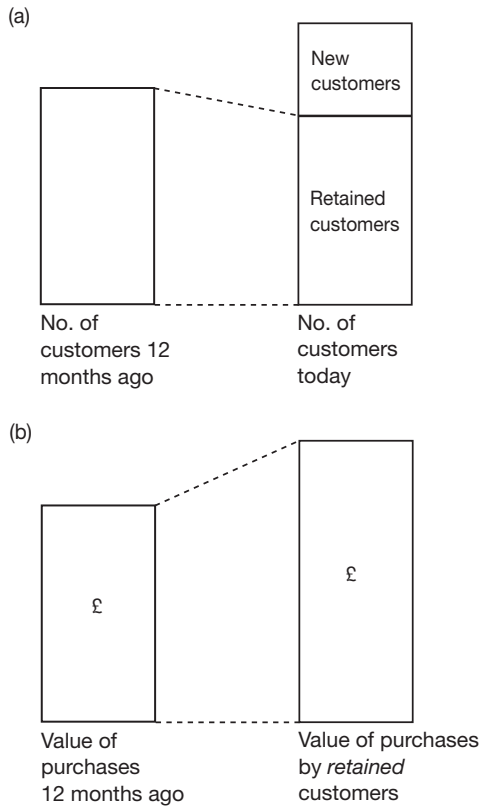 (a)
New
customers
Retained
customers
No. of
customers 12
months ago
No. of
customers
today
(b)
£
£
Value of
purchases
12 months ago
Value of purchases
by retained
customers